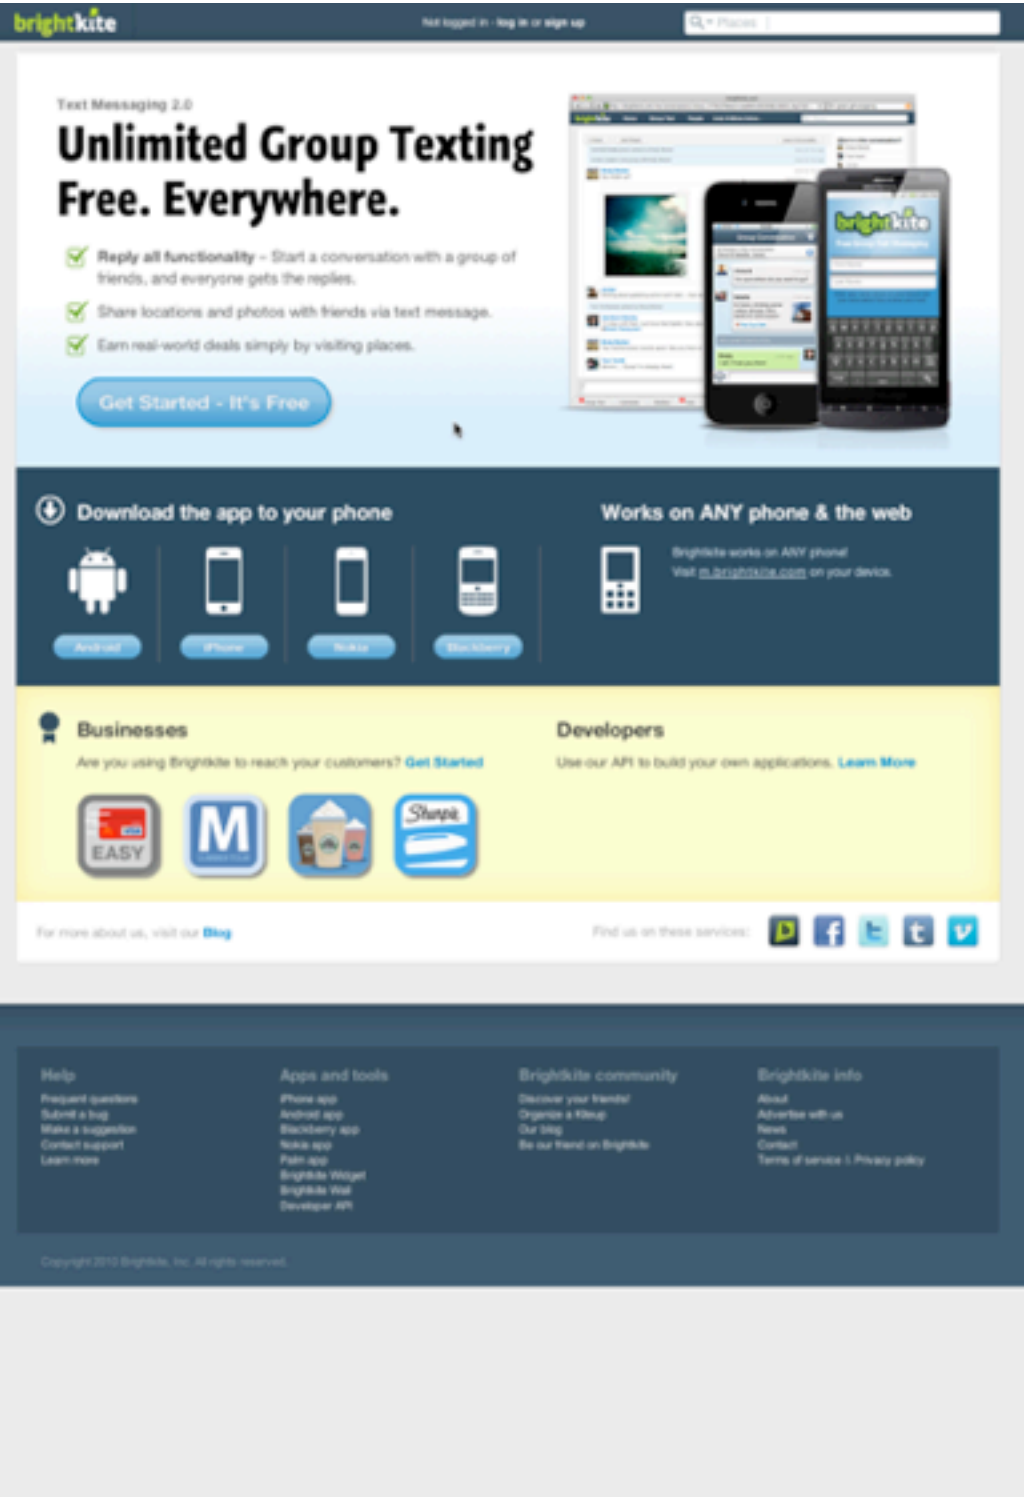 brightkite
Not logged in - log in or sign up
Places
Text Messaging 2.0
Unlimited Group Texting
Free. Everywhere.
Reply all functionality – Start a conversation with a group of
friends, and everyone gets the replies.
Share locations and photos with friends via text message.
Earn real-world deals simply by visiting places.
Get Started - It's Free
brightkite
Download the app to your phone
Works on ANY phone & the web
Brightkite works on ANY phone!
Visit m.brightkite.com on your device.
Android
iPhone
Nokia
Blackberry
Businesses
Developers
Are you using Brightkite to reach your customers? Get Started
Use our API to build your own applications. Learn More
EASY
M
Sharpie
For more about us, visit our Blog
Find us on these services:
Help
Frequent questions
Submit a bug
Make a suggestion
Contact support
Learn more
Apps and tools
iPhone app
Android app
Blackberry app
Nokia app
Palm app
Brightkite Widget
Brightkite Wall
Developer API
Brightkite community
Discover your friends!
Organize a Kiteup
Our blog
Be our friend on Brightkite
Brightkite info
About
Advertise with us
News
Contact
Terms of service \ Privacy policy
Copyright 2010 Brightkite, Inc. All rights reserved.